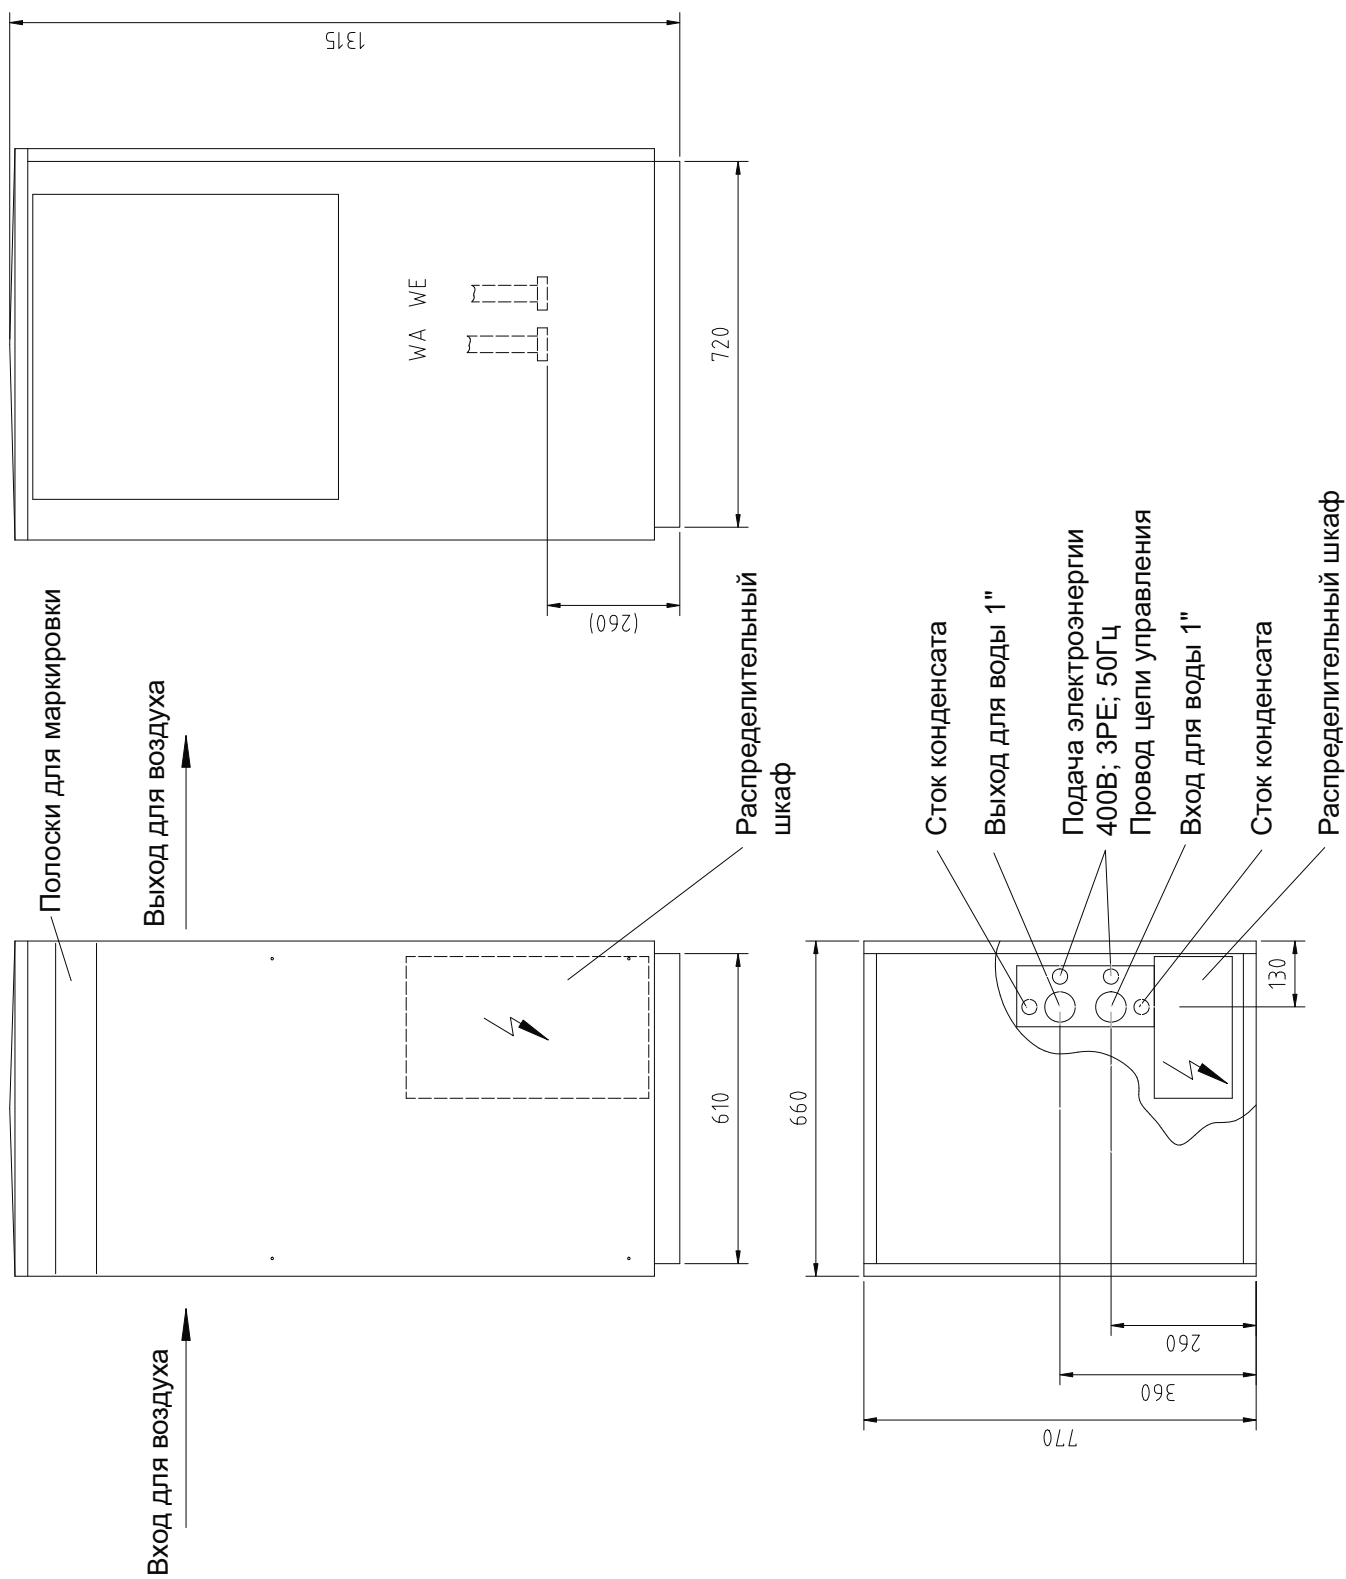 Вход для воздуха
Выход для воздуха
Полоски для маркировки
1315
WA WE
720
(260)
610
Распределительный
шкаф
660
770
360
260
130
Сток конденсата
Выход для воды 1"
Подача электроэнергии
400В; 3PE; 50Гц
Провод цепи управления
Вход для воды 1"
Сток конденсата
Распределительный шкаф